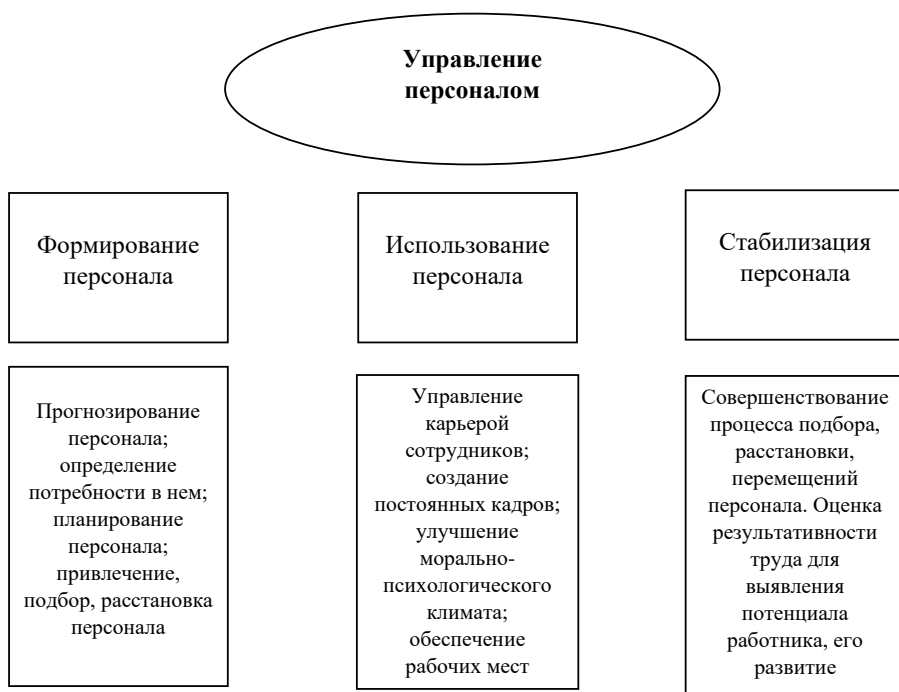 Управление
персоналом
Формирование
персонала
Использование
персонала
Стабилизация
персонала
Прогнозирование
персонала;
определение
потребности в нем;
планирование
персонала;
привлечение,
подбор, расстановка
персонала
Управление
карьерой
сотрудников;
создание
постоянных кадров;
улучшение
морально-
психологического
климата;
обеспечение
рабочих мест
Совершенствование
процесса подбора,
расстановки,
перемещений
персонала. Оценка
результативности
труда для
выявления
потенциала
работника, его
развитие